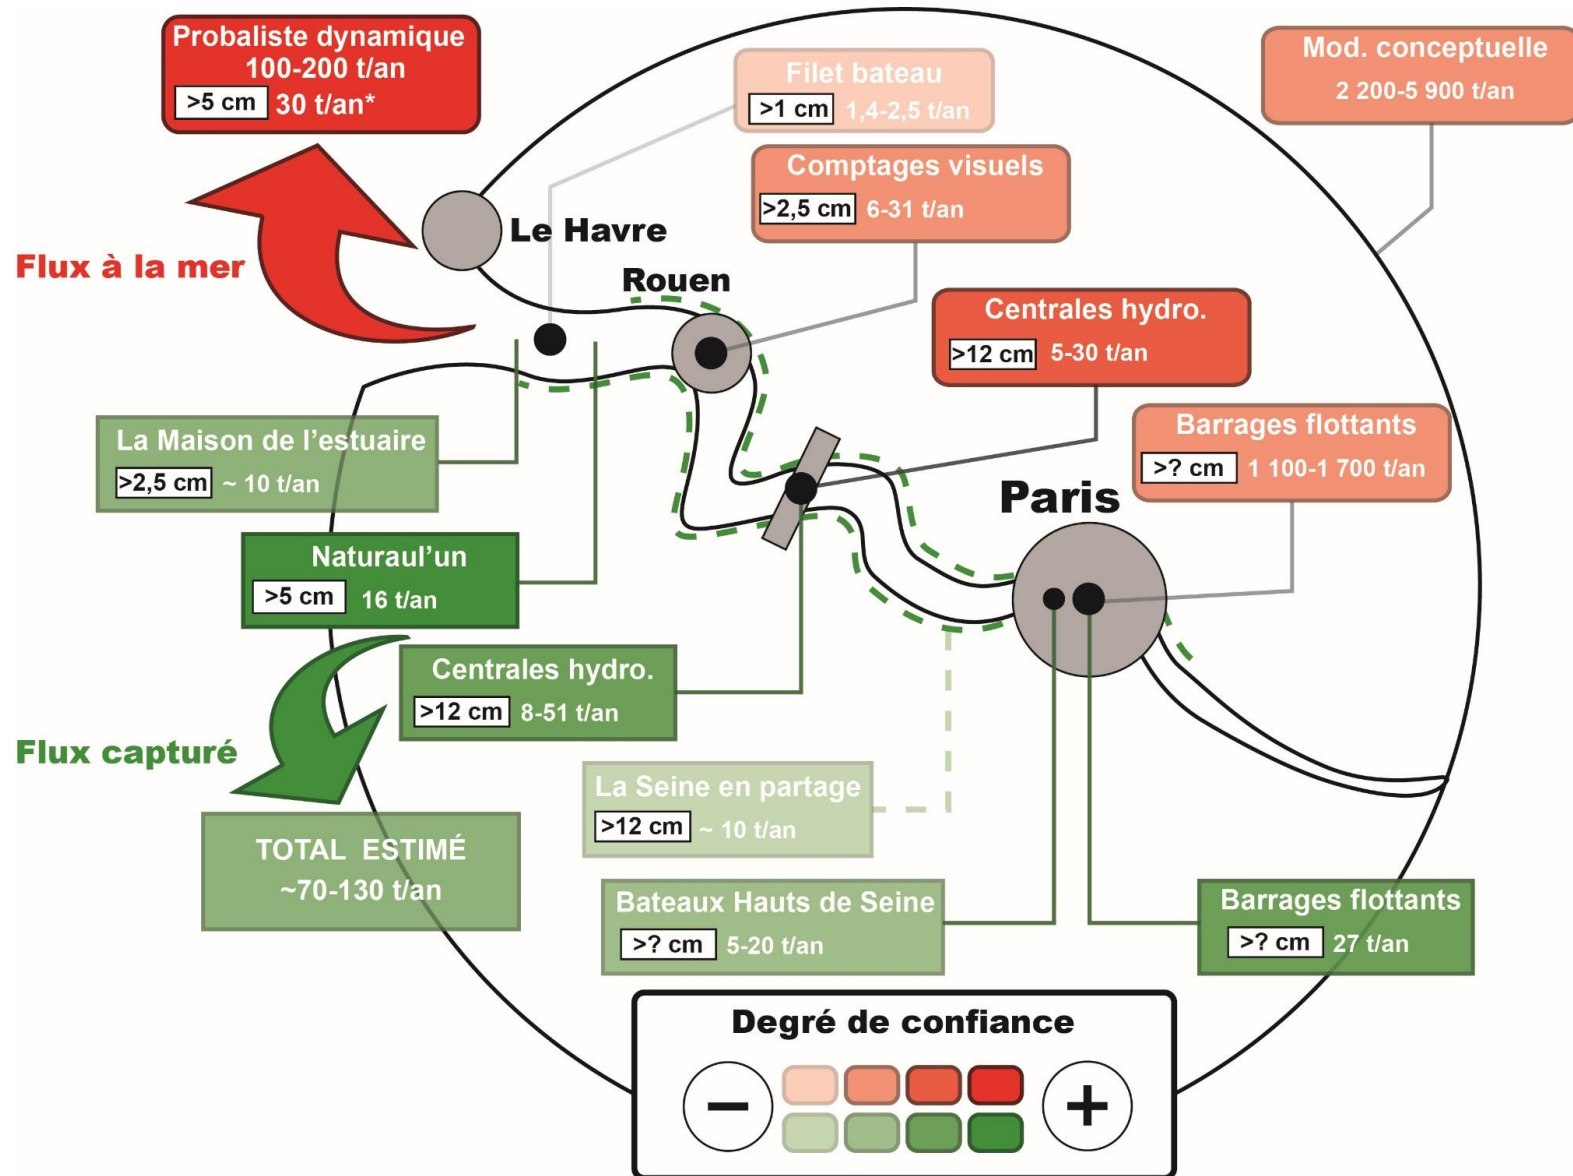 Probaliste dynamique
100-200 t/an
>5 cm 30 t/an*
Filet bateau
>1 cm 1,4-2,5 t/an
Mod. conceptuelle
2 200-5 900 t/an
Comptages visuels
>2,5 cm 6-31 t/an
Le Havre
Flux à la mer
Rouen
Centrales hydro.
>12 cm 5-30 t/an
La Maison de l'estuaire
>2,5 cm ~ 10 t/an
Barrages flottants
>? cm 1 100-1 700 t/an
Paris
Naturaul'un
>5 cm 16 t/an
Centrales hydro.
>12 cm 8-51 t/an
Flux capturé
La Seine en partage
>12 cm ~ 10 t/an
TOTAL ESTIMÉ
~70-130 t/an
Bateaux Hauts de Seine
>? cm 5-20 t/an
Barrages flottants
>? cm 27 t/an
Degré de confiance
− +